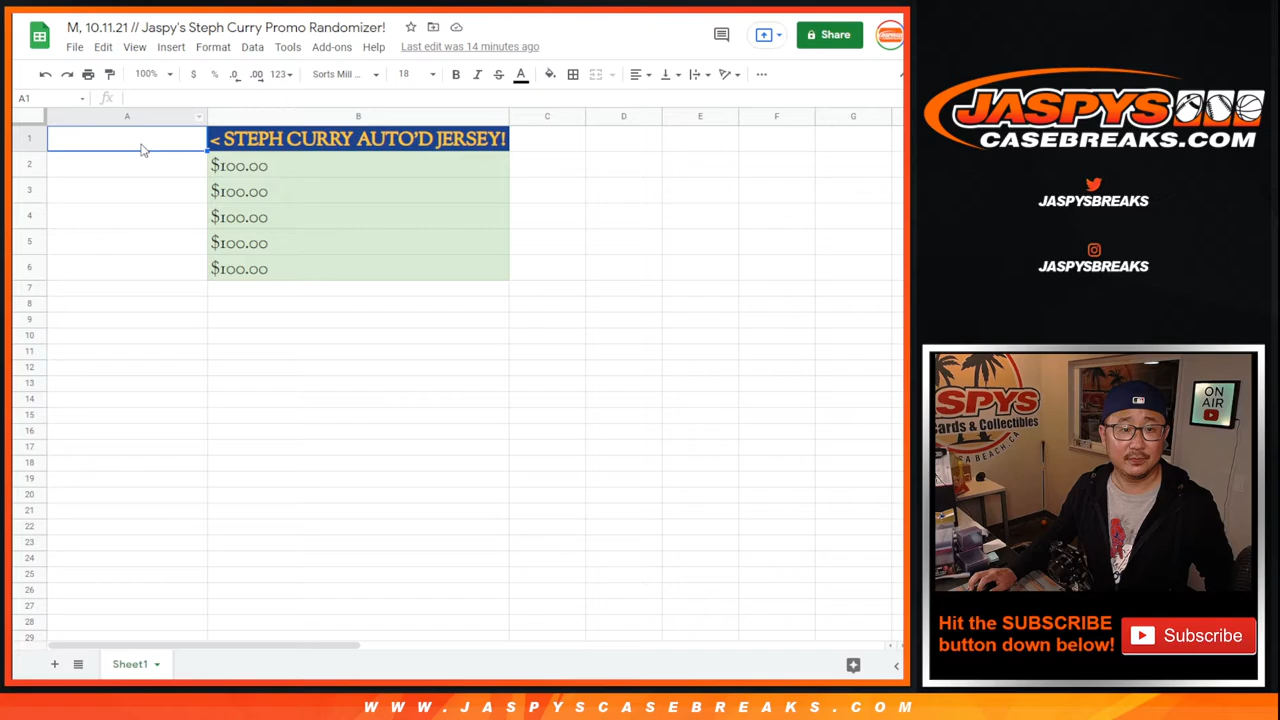 M, 10.11.21 // Jaspy's Steph Curry Promo Randomizer!
File Edit View Insert Format Data Tools Add-ons Help Last edit was 14 minutes ago
Share
100% $ % .0 .00 123 Sorts Mill ... 18 B I S A
A1 fx
A B C D E F G
1 < STEPH CURRY AUTO'D JERSEY!
2 $100.00
3 $100.00
4 $100.00
5 $100.00
6 $100.00
7
8
9
10
11
12
13
14
15
16
17
18
19
20
21
22
23
24
25
26
27
28
29
Sheet1
JASPYS
CASEBREAKS.COM
JASPYSBREAKS
JASPYSBREAKS
ASPYS
Cards & Collectibles
A BEACH, CA
ON
AIR
Hit the SUBSCRIBE
button down below!
Subscribe
WWW.JASPYSCASEBREAKS.COM